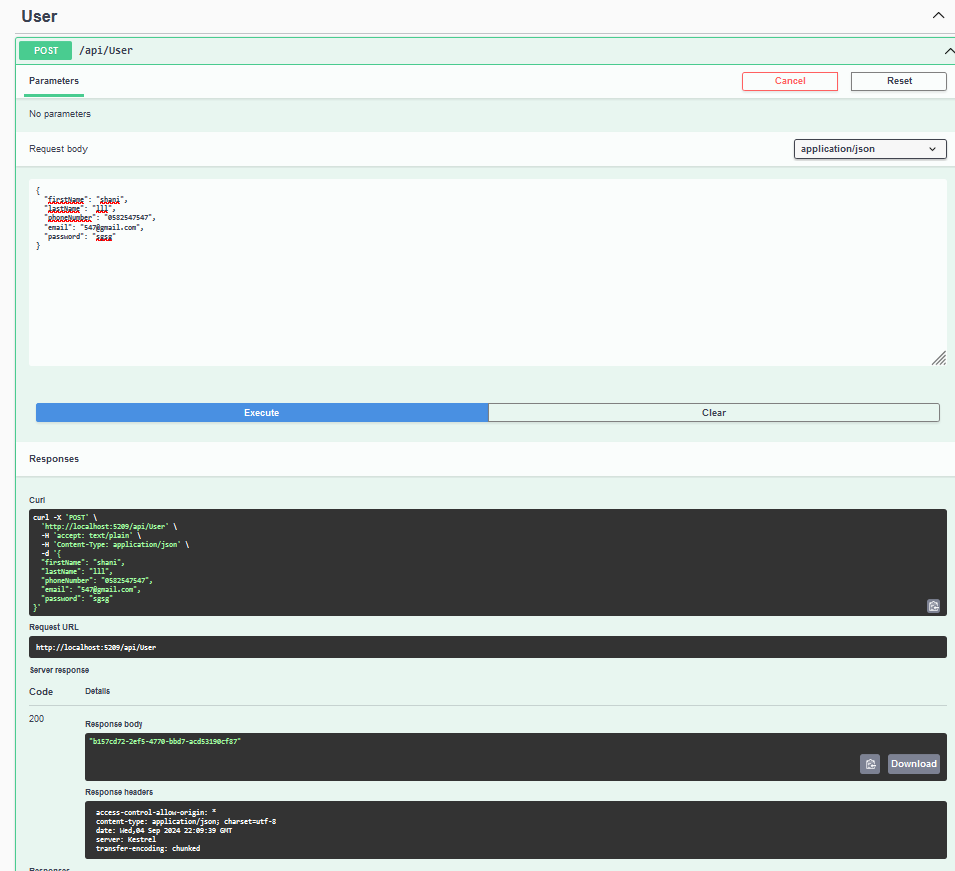 User
POST /api/User
Parameters
Cancel
Reset
No parameters
Request body
application/json
{
"firstName": "shani",
"lastName": "lll",
"phoneNumber": "0582547547",
"email": "547@gmail.com",
"password": "sgsg"
}
Execute
Clear
Responses
Curl
curl -X 'POST' \
'http://localhost:5209/api/User' \
-H 'accept: text/plain' \
-H 'Content-Type: application/json' \
-d '{
"firstName": "shani",
"lastName": "lll",
"phoneNumber": "0582547547",
"email": "547@gmail.com",
"password": "sgsg"
}'
Request URL
http://localhost:5209/api/User
Server response
Code Details
200
Response body
"b157cd72-2ef5-4770-bbd7-acd53190cf87"
Download
Response headers
access-control-allow-origin: *
content-type: application/json; charset=utf-8
date: Wed,04 Sep 2024 22:09:39 GMT
server: Kestrel
transfer-encoding: chunked
Responses